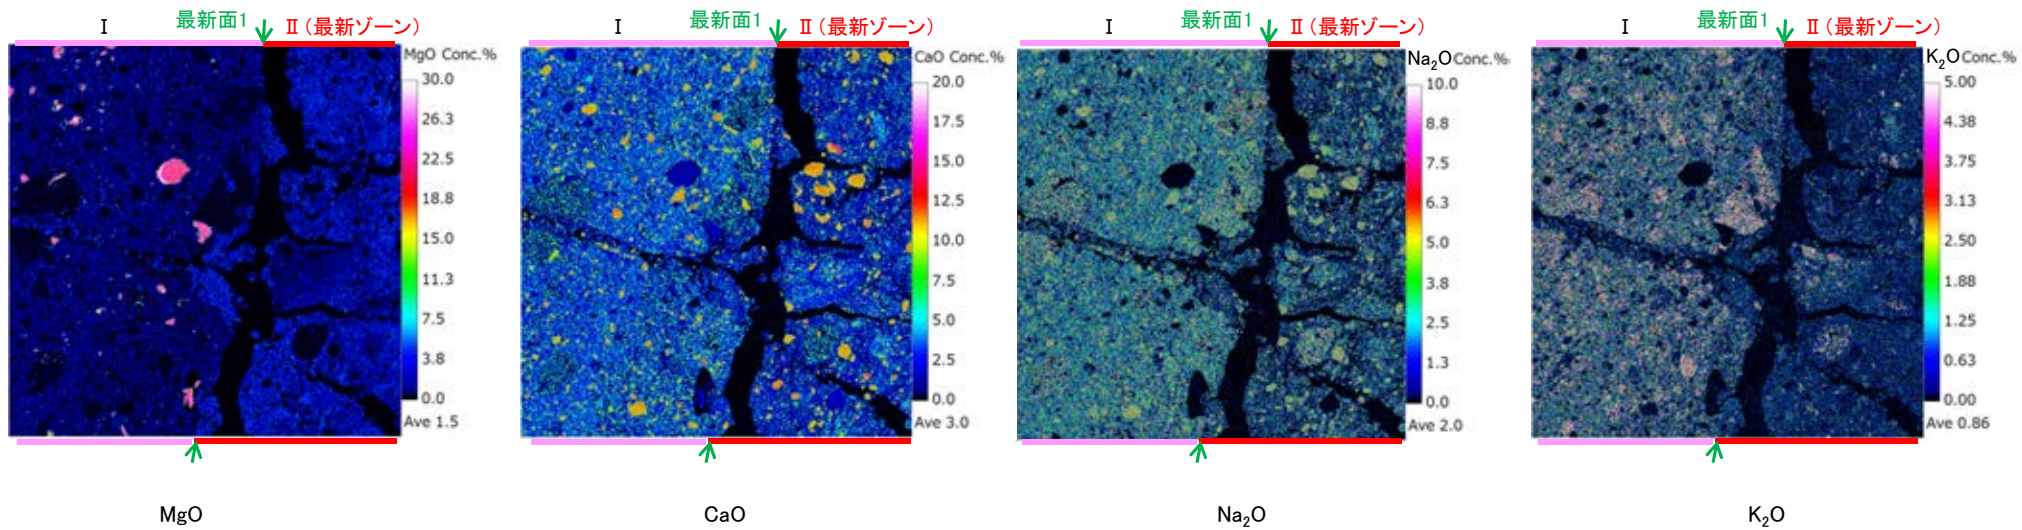 I 最新面1 Ⅱ（最新ゾーン）
MgO Conc.%
30.0
26.3
22.5
18.8
15.0
11.3
7.5
3.8
0.0
Ave 1.5
MgO
I 最新面1 Ⅱ（最新ゾーン）
CaO Conc.%
20.0
17.5
15.0
12.5
10.0
7.5
5.0
2.5
0.0
Ave 3.0
CaO
I 最新面1 Ⅱ（最新ゾーン）
Na₂O Conc.%
10.0
8.8
7.5
6.3
5.0
3.8
2.5
1.3
0.0
Ave 2.0
Na₂O
I 最新面1 Ⅱ（最新ゾーン）
K₂O Conc.%
5.00
4.38
3.75
3.13
2.50
1.88
1.25
0.63
0.00
Ave 0.86
K₂O